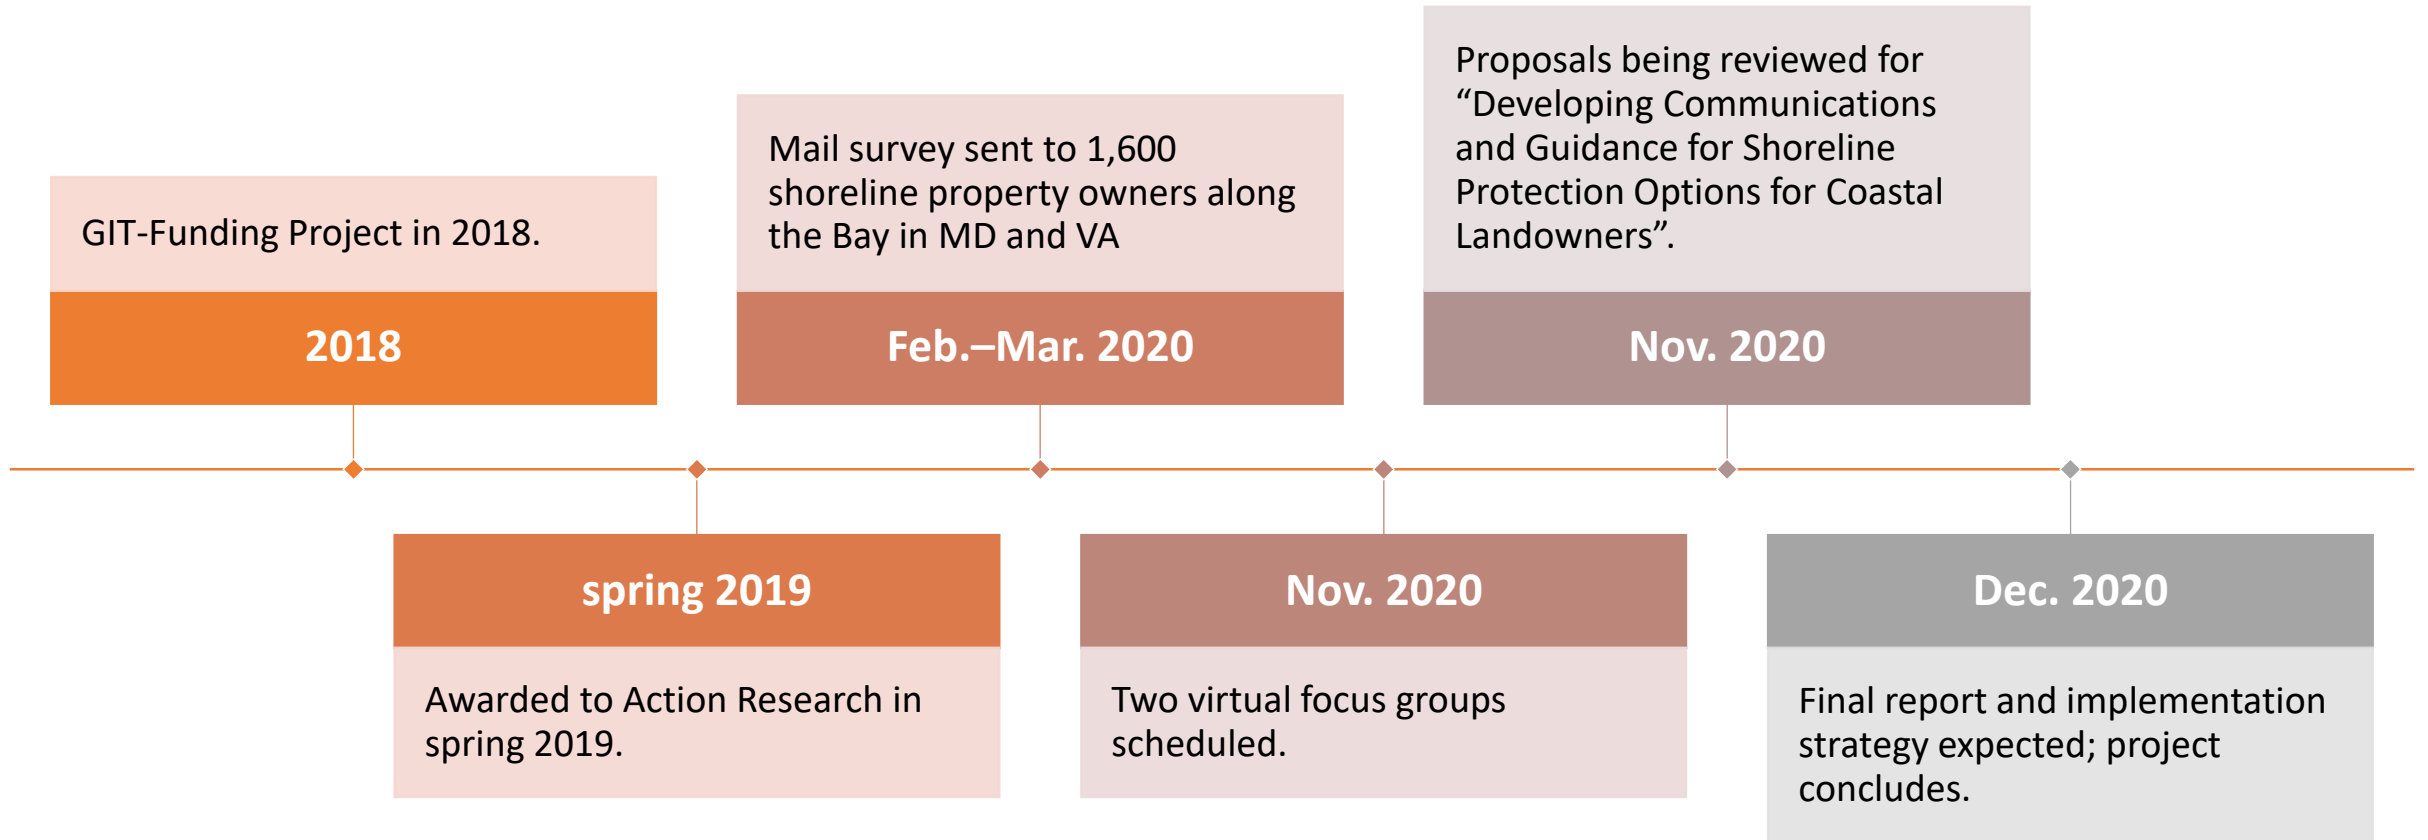 GIT-Funding Project in 2018.
2018
spring 2019
Awarded to Action Research in
spring 2019.
Mail survey sent to 1,600
shoreline property owners along
the Bay in MD and VA
Feb.–Mar. 2020
Nov. 2020
Two virtual focus groups
scheduled.
Proposals being reviewed for
“Developing Communications
and Guidance for Shoreline
Protection Options for Coastal
Landowners”.
Nov. 2020
Dec. 2020
Final report and implementation
strategy expected; project
concludes.